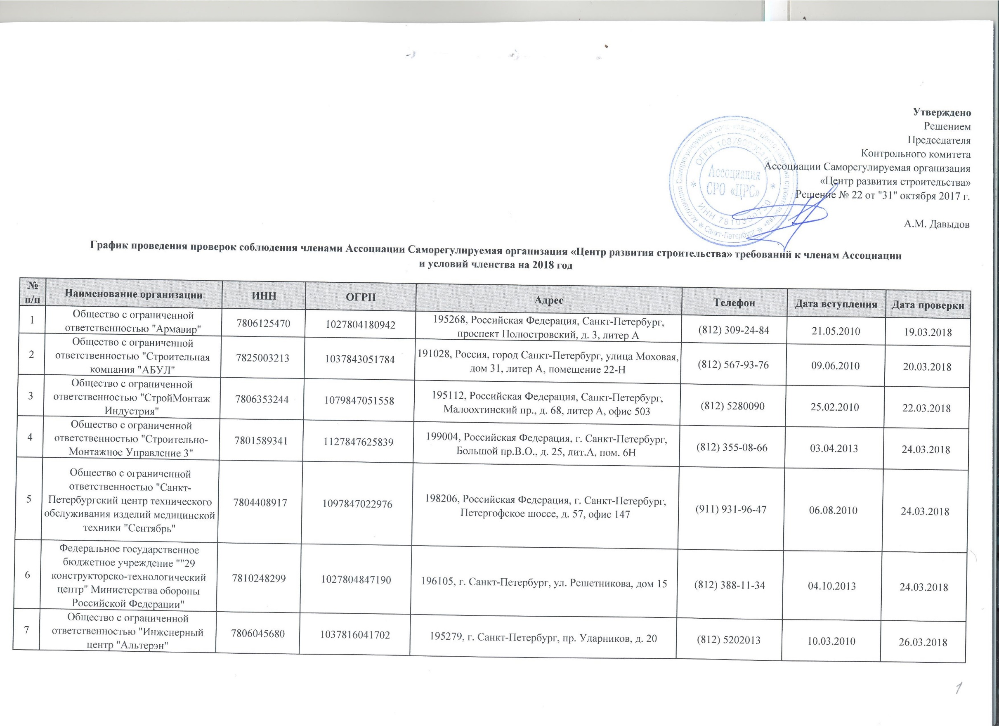 Утверждено
Решением
Председателя
Контрольного комитета
Ассоциации Саморегулируемая организация
«Центр развития строительства»
Решение № 22 от "31" октября 2017 г.
А.М. Давыдов
Ассоциация
СРО «ЦРС»
Ассоциация Саморегулируемая
ОГРН
ИНН
Санкт-Петербург
График проведения проверок соблюдения членами Ассоциации Саморегулируемая организация «Центр развития строительства» требований к членам Ассоциации
и условий членства на 2018 год
№ п/п Наименование организации ИНН ОГРН Адрес Телефон Дата вступления Дата проверки
1 Общество с ограниченной
ответственностью "Армавир" 7806125470 1027804180942 195268, Российская Федерация, Санкт-Петербург,
проспект Полюстровский, д. 3, литер А (812) 309-24-84 21.05.2010 19.03.2018
2 Общество с ограниченной
ответственностью "Строительная
компания "АБУЛ" 7825003213 1037843051784 191028, Россия, город Санкт-Петербург, улица Моховая,
дом 31, литер А, помещение 22-Н (812) 567-93-76 09.06.2010 20.03.2018
3 Общество с ограниченной
ответственностью "СтройМонтаж
Индустрия" 7806353244 1079847051558 195112, Российская Федерация, Санкт-Петербург,
Малоохтинский пр., д. 68, литер А, офис 503 (812) 5280090 25.02.2010 22.03.2018
4 Общество с ограниченной
ответственностью "Строительно-
Монтажное Управление 3" 7801589341 1127847625839 199004, Российская Федерация, г. Санкт-Петербург,
Большой пр.В.О., д. 25, лит.А, пом. 6Н (812) 355-08-66 03.04.2013 24.03.2018
5 Общество с ограниченной
ответственностью "Санкт-
Петербургский центр технического
обслуживания изделий медицинской
техники "Сентябрь" 7804408917 1097847022976 198206, Российская Федерация, г. Санкт-Петербург,
Петергофское шоссе, д. 57, офис 147 (911) 931-96-47 06.08.2010 24.03.2018
6 Федеральное государственное
бюджетное учреждение ""29
конструкторско-технологический
центр" Министерства обороны
Российской Федерации" 7810248299 1027804847190 196105, г. Санкт-Петербург, ул. Решетникова, дом 15 (812) 388-11-34 04.10.2013 24.03.2018
7 Общество с ограниченной
ответственностью "Инженерный
центр "Альтерэн" 7806045680 1037816041702 195279, г. Санкт-Петербург, пр. Ударников, д. 20 (812) 5202013 10.03.2010 26.03.2018
1